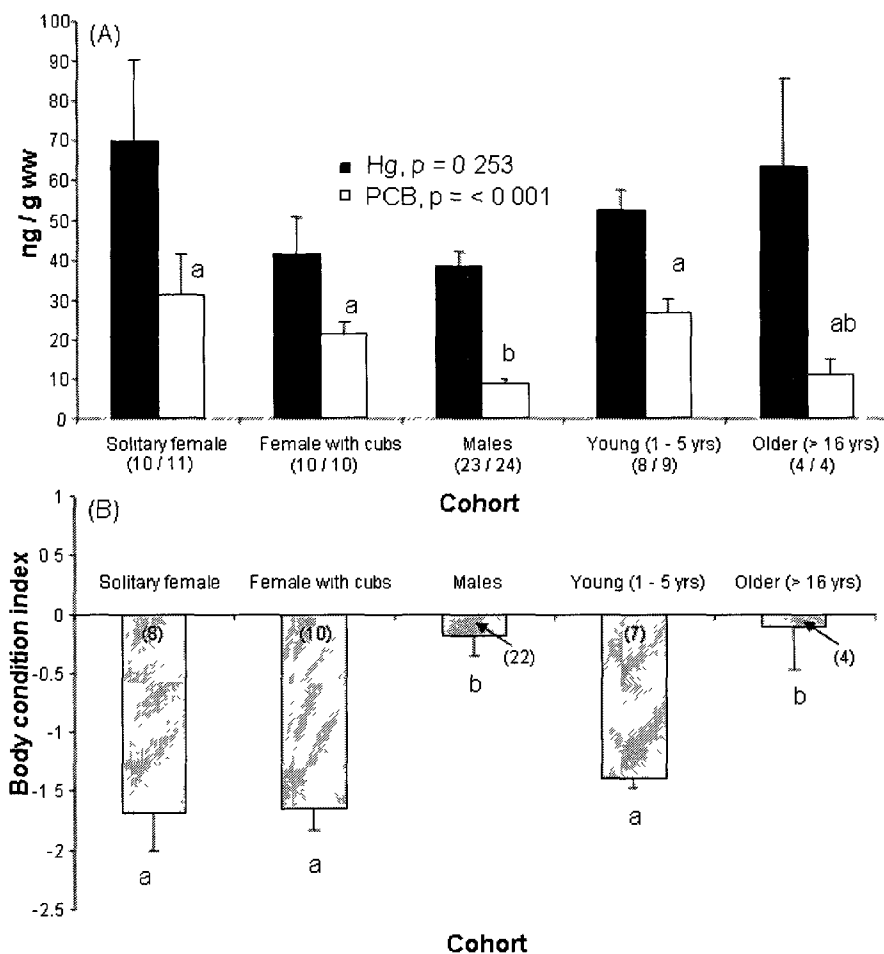 (A)
100
90
80
70
60
50
40
30
20
10
0
ng / g ww
Hg, p = 0 253
PCB, p = < 0 001
a
a
b
a
ab
Solitary female
(10 / 11)
Female with cubs
(10 / 10)
Males
(23 / 24)
Young (1 - 5 yrs)
(8 / 9)
Older (> 16 yrs)
(4 / 4)
Cohort
(B)
1
0 5
0
-0.5
-1
-1 5
-2
-2.5
Body condition index
Solitary female
Female with cubs
Males
Young (1 - 5 yrs)
Older (> 16 yrs)
(8)
(10)
(22)
(7)
(4)
a
a
b
a
b
Cohort